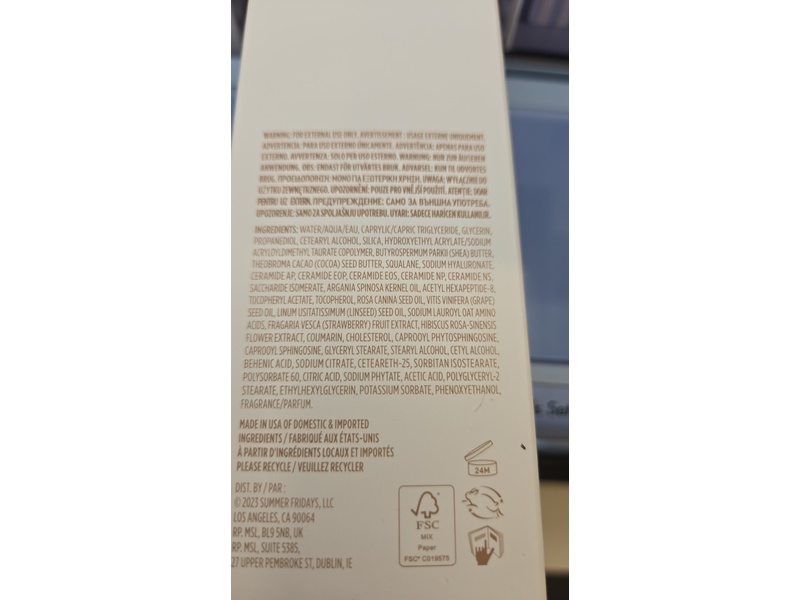 WARNING: FOR EXTERNAL USE ONLY. AVERTISSEMENT : USAGE EXTERNE UNIQUEMENT.
ADVERTENCIA: PARA USO EXTERNO ÚNICAMENTE. ADVERTÊNCIA: APENAS PARA USO
EXTERNO. AVVERTENZA: SOLO PER USO ESTERNO. WARNUNG: NUR ZUR ÄUSSEREN
ANWENDUNG. OBS: ENDAST FÖR UTVÄRTES BRUK. ADVARSEL: KUN TIL UDVORTES
BRUG. ΠΡΟΕΙΔΟΠΟΙΗΣΗ: ΜΟΝΟ ΓΙΑ ΕΞΩΤΕΡΙΚΗ ΧΡΗΣΗ. UWAGA: WYŁĄCZNIE DO
UŻYTKU ZEWNĘTRZNEGO. UPOZORNĚNÍ: POUZE PRO VNĚJŠÍ POUŽITÍ. ATENȚIE: DOAR
PENTRU UZ EXTERN. ПРЕДУПРЕЖДЕНИЕ: САМО ЗА ВЪНШНА УПОТРЕБА.
UPOZORENJE: SAMO ZA SPOLJAŠNJU UPOTREBU. UYARI: SADECE HARİCEN KULLANILIR.
INGREDIENTS: WATER/AQUA/EAU, CAPRYLIC/CAPRIC TRIGLYCERIDE, GLYCERIN,
PROPANEDIOL, CETEARYL ALCOHOL, SILICA, HYDROXYETHYL ACRYLATE/SODIUM
ACRYLOYLDIMETHYL TAURATE COPOLYMER, BUTYROSPERMUM PARKII (SHEA) BUTTER,
THEOBROMA CACAO (COCOA) SEED BUTTER, SQUALANE, SODIUM HYALURONATE,
CERAMIDE AP, CERAMIDE EOP, CERAMIDE EOS, CERAMIDE NP, CERAMIDE NS,
SACCHARIDE ISOMERATE, ARGANIA SPINOSA KERNEL OIL, ACETYL HEXAPEPTIDE-8,
TOCOPHERYL ACETATE, TOCOPHEROL, ROSA CANINA SEED OIL, VITIS VINIFERA (GRAPE)
SEED OIL, LINUM USITATISSIMUM (LINSEED) SEED OIL, SODIUM LAUROYL OAT AMINO
ACIDS, FRAGARIA VESCA (STRAWBERRY) FRUIT EXTRACT, HIBISCUS ROSA-SINENSIS
FLOWER EXTRACT, COUMARIN, CHOLESTEROL, CAPROOYL PHYTOSPHINGOSINE,
CAPROOYL SPHINGOSINE, GLYCERYL STEARATE, STEARYL ALCOHOL, CETYL ALCOHOL,
BEHENIC ACID, SODIUM CITRATE, CETEARETH-25, SORBITAN ISOSTEARATE,
POLYSORBATE 60, CITRIC ACID, SODIUM PHYTATE, ACETIC ACID, POLYGLYCERYL-2
STEARATE, ETHYLHEXYLGLYCERIN, POTASSIUM SORBATE, PHENOXYETHANOL,
FRAGRANCE/PARFUM.
MADE IN USA OF DOMESTIC & IMPORTED
INGREDIENTS / FABRIQUÉ AUX ÉTATS-UNIS
À PARTIR D'INGRÉDIENTS LOCAUX ET IMPORTÉS
PLEASE RECYCLE / VEUILLEZ RECYCLER
24M
DIST. BY / PAR :
© 2023 SUMMER FRIDAYS, LLC
LOS ANGELES, CA 90064
RP. MSL, BL9 5NB, UK
RP. MSL, SUITE 5385,
27 UPPER PEMBROKE ST, DUBLIN, IE
FSC
MIX
Paper
FSC® C019575